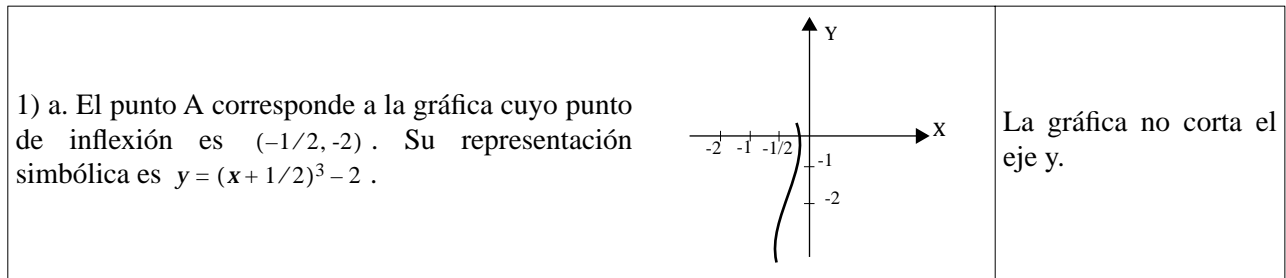 1) a. El punto A corresponde a la gráfica cuyo punto
de inflexión es (–1/2, -2) . Su representación
simbólica es y = (x + 1/2)³ – 2 .
Y
X
-2 -1 -1/2
-1
-2
La gráfica no corta el
eje y.